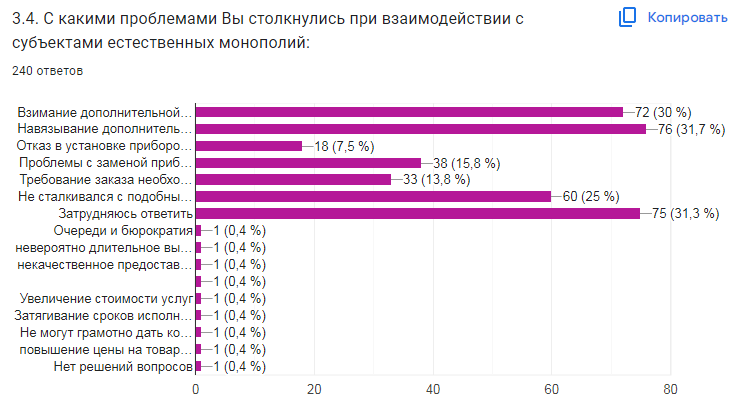 3.4. С какими проблемами Вы столкнулись при взаимодействии с
субъектами естественных монополий:
Копировать
240 ответов
Взимание дополнительной… 72 (30 %)
Навязывание дополнитель… 76 (31,7 %)
Отказ в установке приборо… 18 (7,5 %)
Проблемы с заменой приб… 38 (15,8 %)
Требование заказа необхо… 33 (13,8 %)
Не сталкивался с подобны… 60 (25 %)
Затрудняюсь ответить 75 (31,3 %)
Очереди и бюрократия 1 (0,4 %)
невероятно длительное вы… 1 (0,4 %)
некачественное предостав… 1 (0,4 %)
1 (0,4 %)
Увеличение стоимости услуг 1 (0,4 %)
Затягивание сроков исполн… 1 (0,4 %)
Не могут грамотно дать ко… 1 (0,4 %)
повышение цены на товар… 1 (0,4 %)
Нет решений вопросов 1 (0,4 %)
0 20 40 60 80